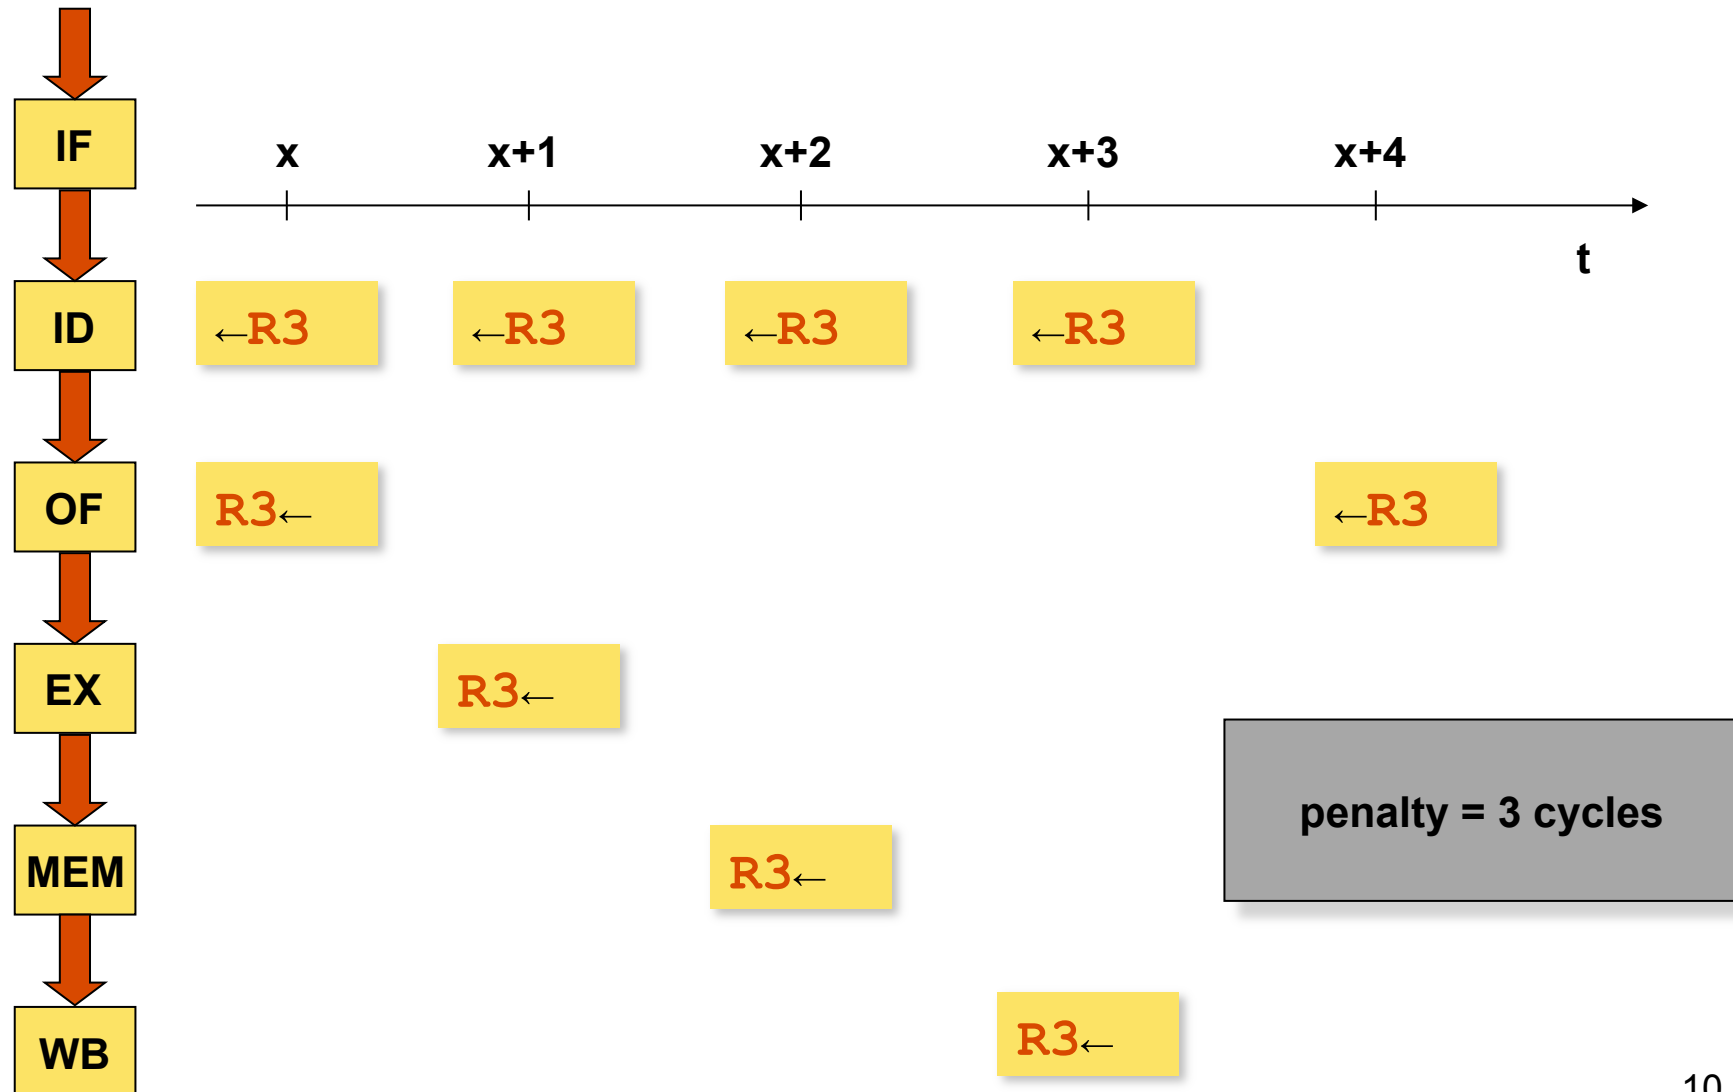 IF
x x+1 x+2 x+3 x+4
t
ID ←R3 ←R3 ←R3 ←R3
OF R3← ←R3
EX R3←
penalty = 3 cycles
MEM R3←
WB R3←
10